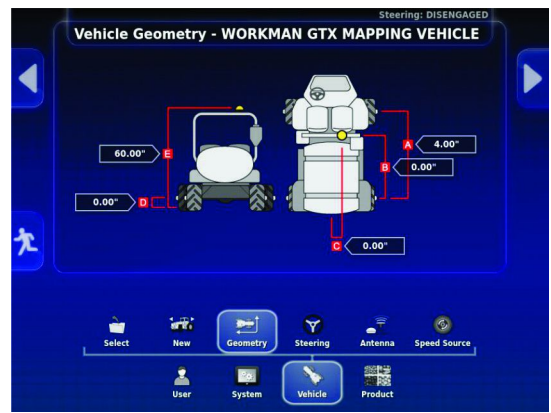 Steering: DISENGAGED
Vehicle Geometry - WORKMAN GTX MAPPING VEHICLE
60.00" E
A 4.00"
B 0.00"
0.00" D
C 0.00"
Select New Geometry Steering Antenna Speed Source
User System Vehicle Product